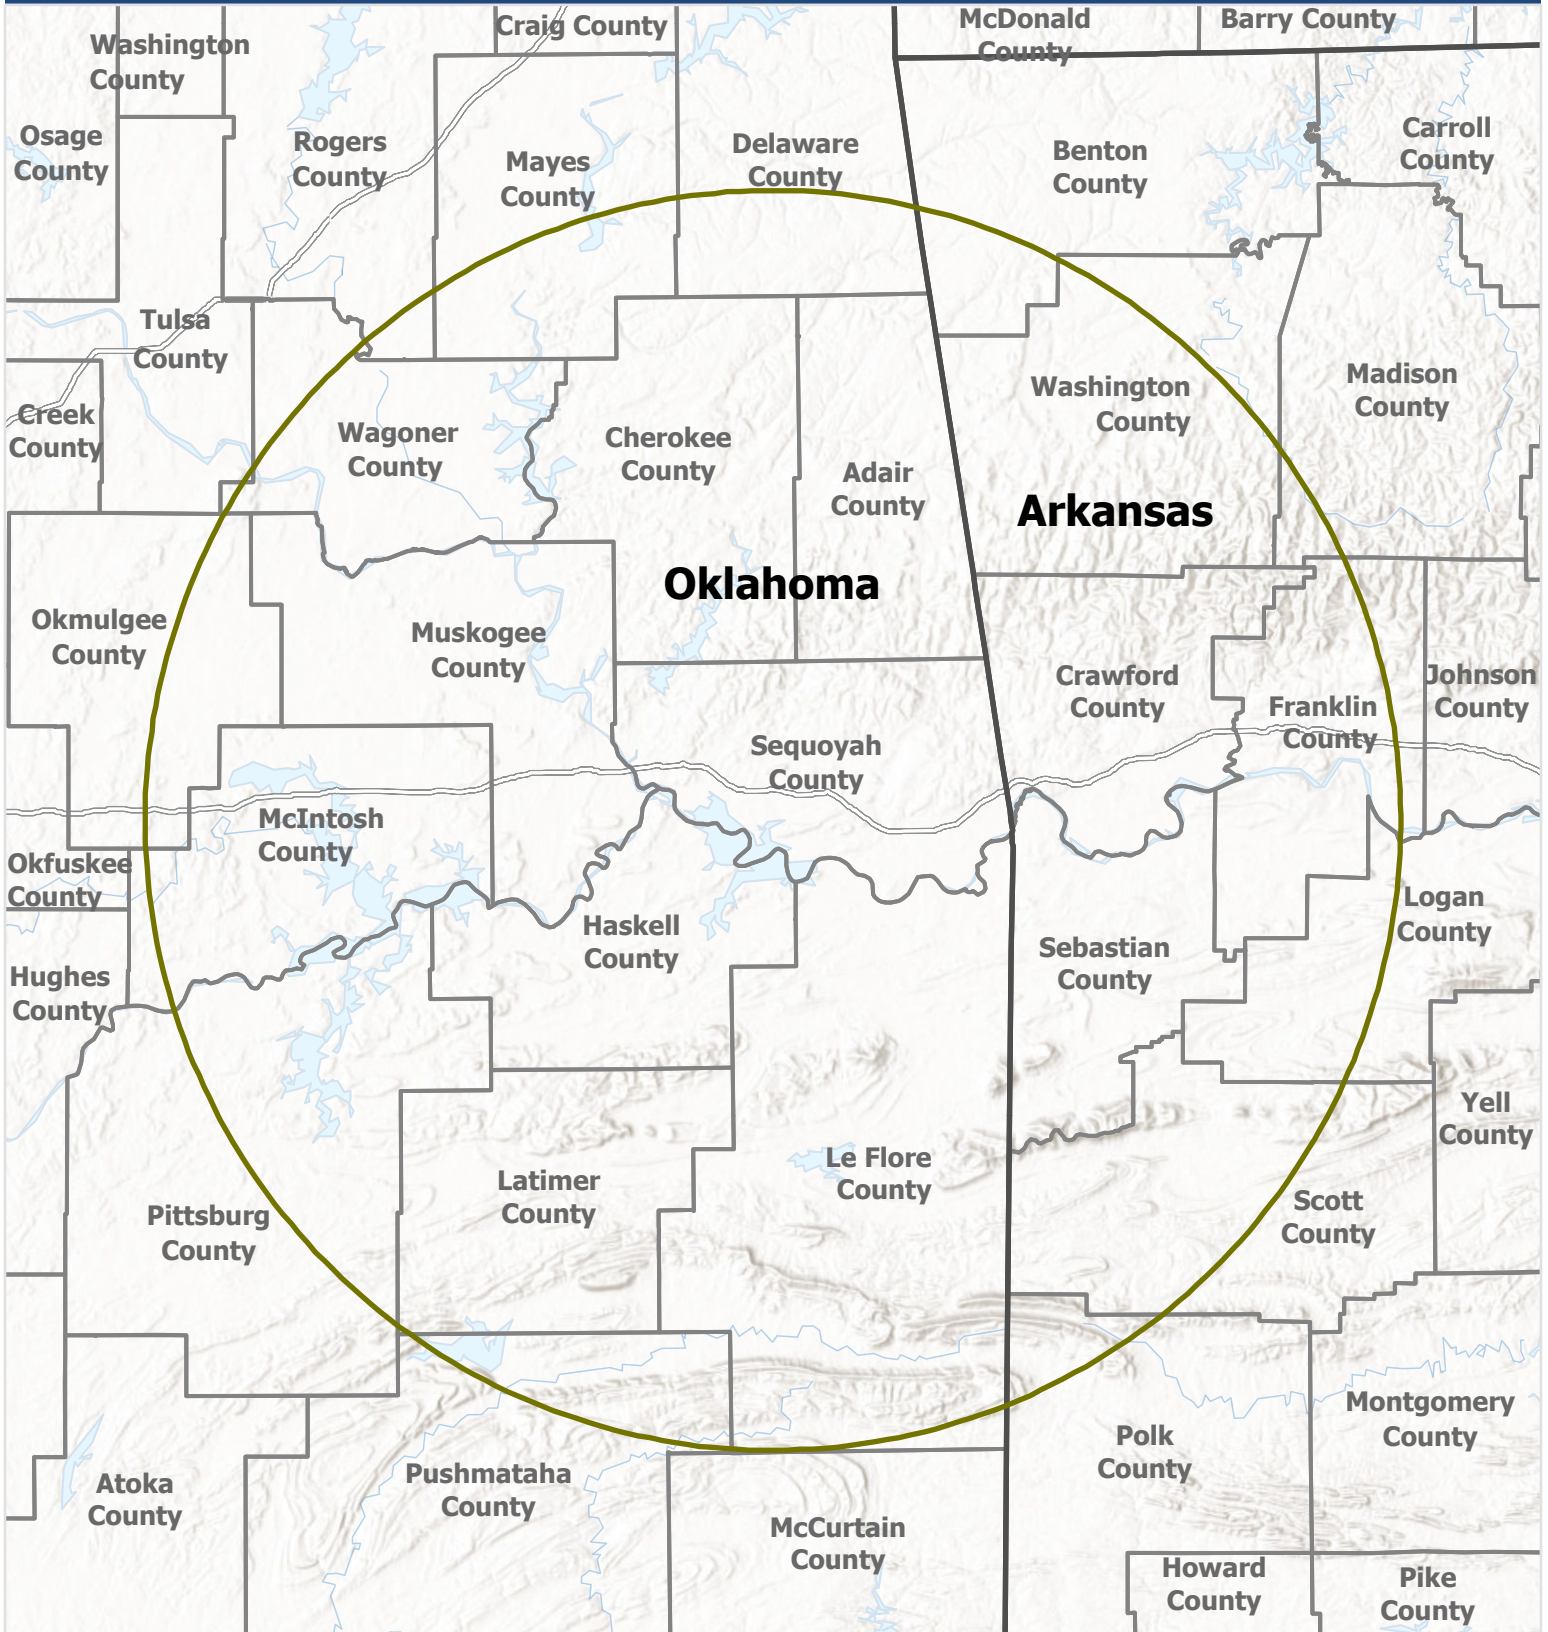 Craig County
McDonald
County
Barry County
Washington
County
Osage
County
Rogers
County
Mayes
County
Delaware
County
Benton
County
Carroll
County
Tulsa
County
Creek
County
Wagoner
County
Cherokee
County
Adair
County
Washington
County
Madison
County
Arkansas
Oklahoma
Okmulgee
County
Muskogee
County
Crawford
County
Franklin
County
Johnson
County
Sequoyah
County
McIntosh
County
Okfuskee
County
Haskell
County
Sebastian
County
Logan
County
Hughes
County
Yell
County
Le Flore
County
Latimer
County
Scott
County
Pittsburg
County
Montgomery
County
Polk
County
Atoka
County
Pushmataha
County
McCurtain
County
Howard
County
Pike
County